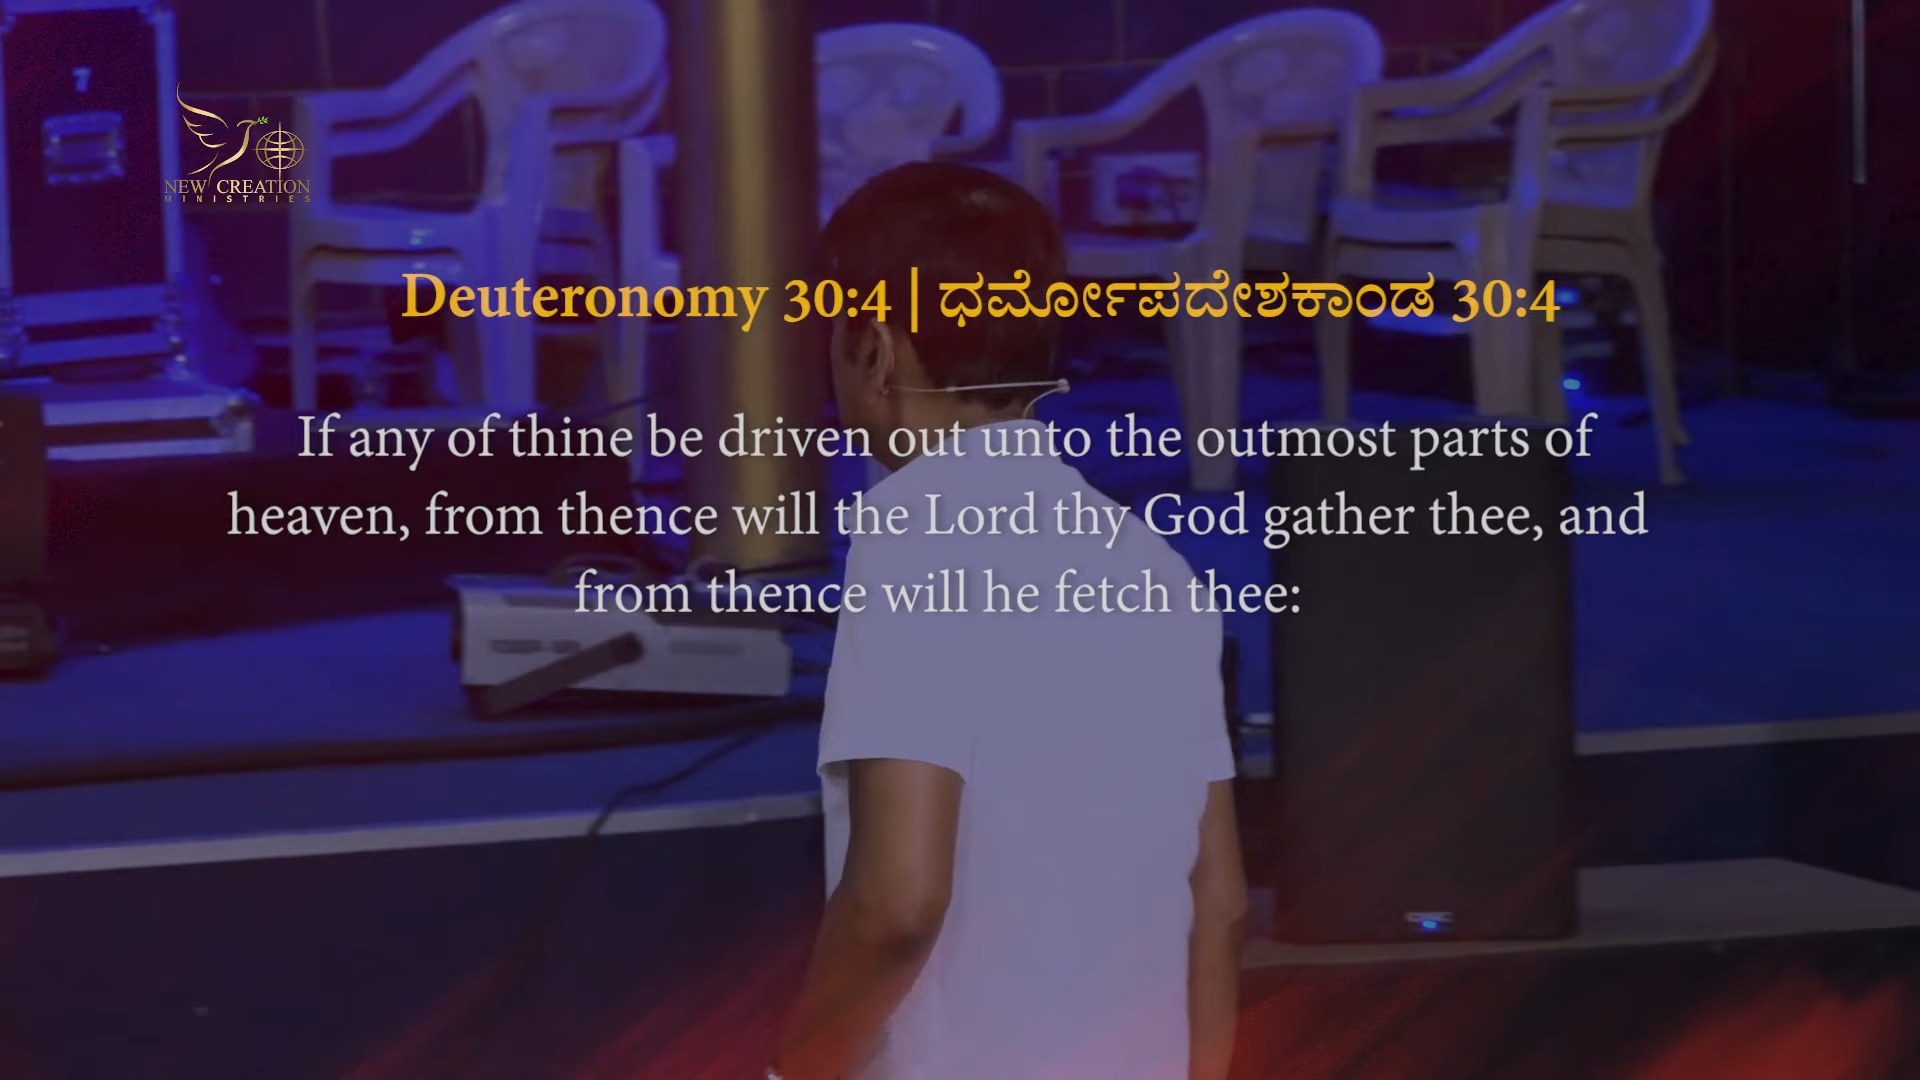 7
NEW CREATION
MINISTRIES
Deuteronomy 30:4 | ಧರ್ಮೋಪದೇಶಕಾಂಡ 30:4
If any of thine be driven out unto the outmost parts of
heaven, from thence will the Lord thy God gather thee, and
from thence will he fetch thee: